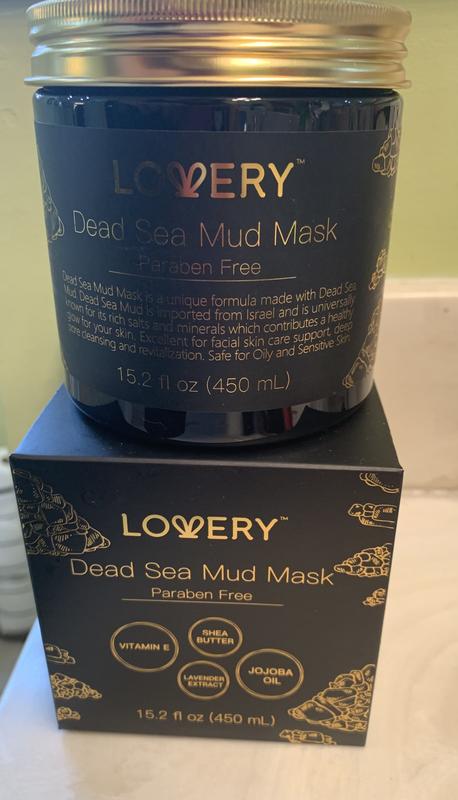 LOVERY™
Dead Sea Mud Mask
Paraben Free
Dead Sea Mud Mask is a unique formula made with Dead Sea
Mud. Dead Sea Mud is imported from Israel and is universally
known for its rich salts and minerals which contributes a healthy
glow for your skin. Excellent for facial skin care support, deep
pore cleansing and revitalization. Safe for Oily and Sensitive Skin.
15.2 fl oz (450 mL)
LOVERY™
Dead Sea Mud Mask
Paraben Free
VITAMIN E
SHEA
BUTTER
LAVENDER
EXTRACT
JOJOBA
OIL
15.2 fl oz (450 mL)